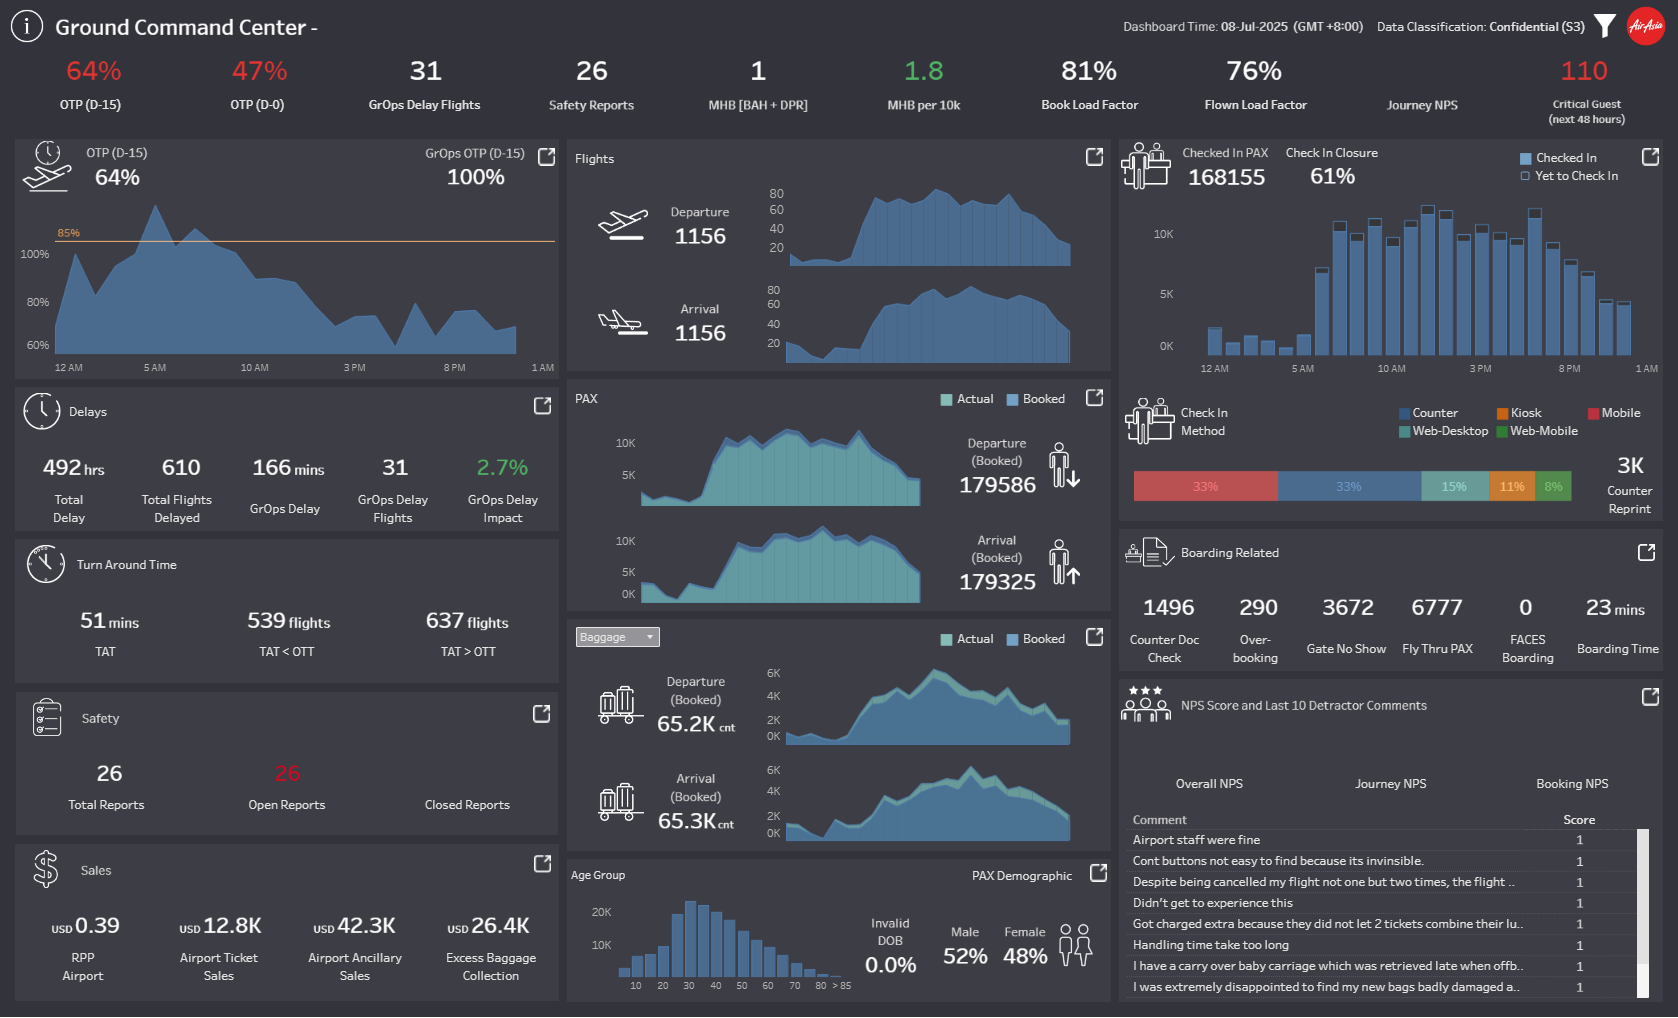 Ground Command Center -
Dashboard Time: 08-Jul-2025 (GMT +8:00) Data Classification: Confidential (S3)
AirAsia
64% 47% 31 26 1 1.8 81% 76% 110
OTP (D-15) OTP (D-0) GrOps Delay Flights Safety Reports MHB [BAH + DPR] MHB per 10k Book Load Factor Flown Load Factor Journey NPS Critical Guest
(next 48 hours)
OTP (D-15) GrOps OTP (D-15)
64% 100%
85%
100%
80%
60%
12 AM 5 AM 10 AM 3 PM 8 PM 1 AM
Delays
492 hrs 610 166 mins 31 2.7%
Total Delay
Total Flights Delayed
GrOps Delay
GrOps Delay Flights
GrOps Delay Impact
Turn Around Time
51 mins 539 flights 637 flights
TAT TAT < OTT TAT > OTT
Safety
26 26
Total Reports Open Reports Closed Reports
Sales
USD 0.39 USD 12.8K USD 42.3K USD 26.4K
RPP Airport
Airport Ticket Sales
Airport Ancillary Sales
Excess Baggage Collection
Flights
Departure
1156
80
60
40
20
Arrival
1156
80
60
40
20
PAX Actual Booked
10K
5K
Departure
(Booked)
179586
10K
5K
0K
Arrival
(Booked)
179325
Baggage Actual Booked
Departure
(Booked)
65.2K cnt
6K
4K
2K
0K
Arrival
(Booked)
65.3K cnt
6K
4K
2K
0K
Age Group PAX Demographic
20K
10K
10 20 30 40 50 60 70 80 > 85
Invalid
DOB
0.0%
Male Female
52% 48%
Checked In PAX Check In Closure
168155 61%
Checked In
Yet to Check In
10K
5K
0K
12 AM 5 AM 10 AM 3 PM 8 PM 1 AM
Check In
Method
Counter Kiosk Mobile
Web-Desktop Web-Mobile
33% 33% 15% 11% 8%
3K
Counter
Reprint
Boarding Related
1496 290 3672 6777 0 23 mins
Counter Doc Check
Over-booking
Gate No Show
Fly Thru PAX
FACES Boarding
Boarding Time
NPS Score and Last 10 Detractor Comments
Overall NPS Journey NPS Booking NPS
Comment Score
Airport staff were fine 1
Cont buttons not easy to find because its invinsible. 1
Despite being cancelled my flight not one but two times, the flight .. 1
Didn't get to experience this 1
Got charged extra because they did not let 2 tickets combine their lu.. 1
Handling time take too long 1
I have a carry over baby carriage which was retrieved late when offb.. 1
I was extremely disappointed to find my new bags badly damaged a.. 1